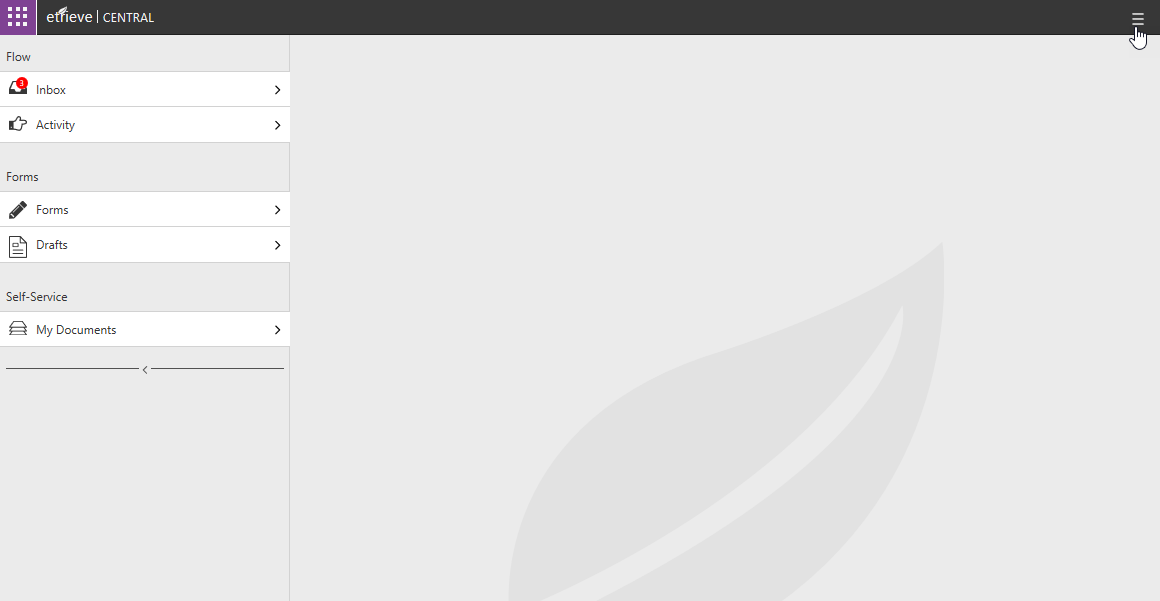 etrieve | CENTRAL
Flow
3
Inbox
Activity
Forms
Forms
Drafts
Self-Service
My Documents